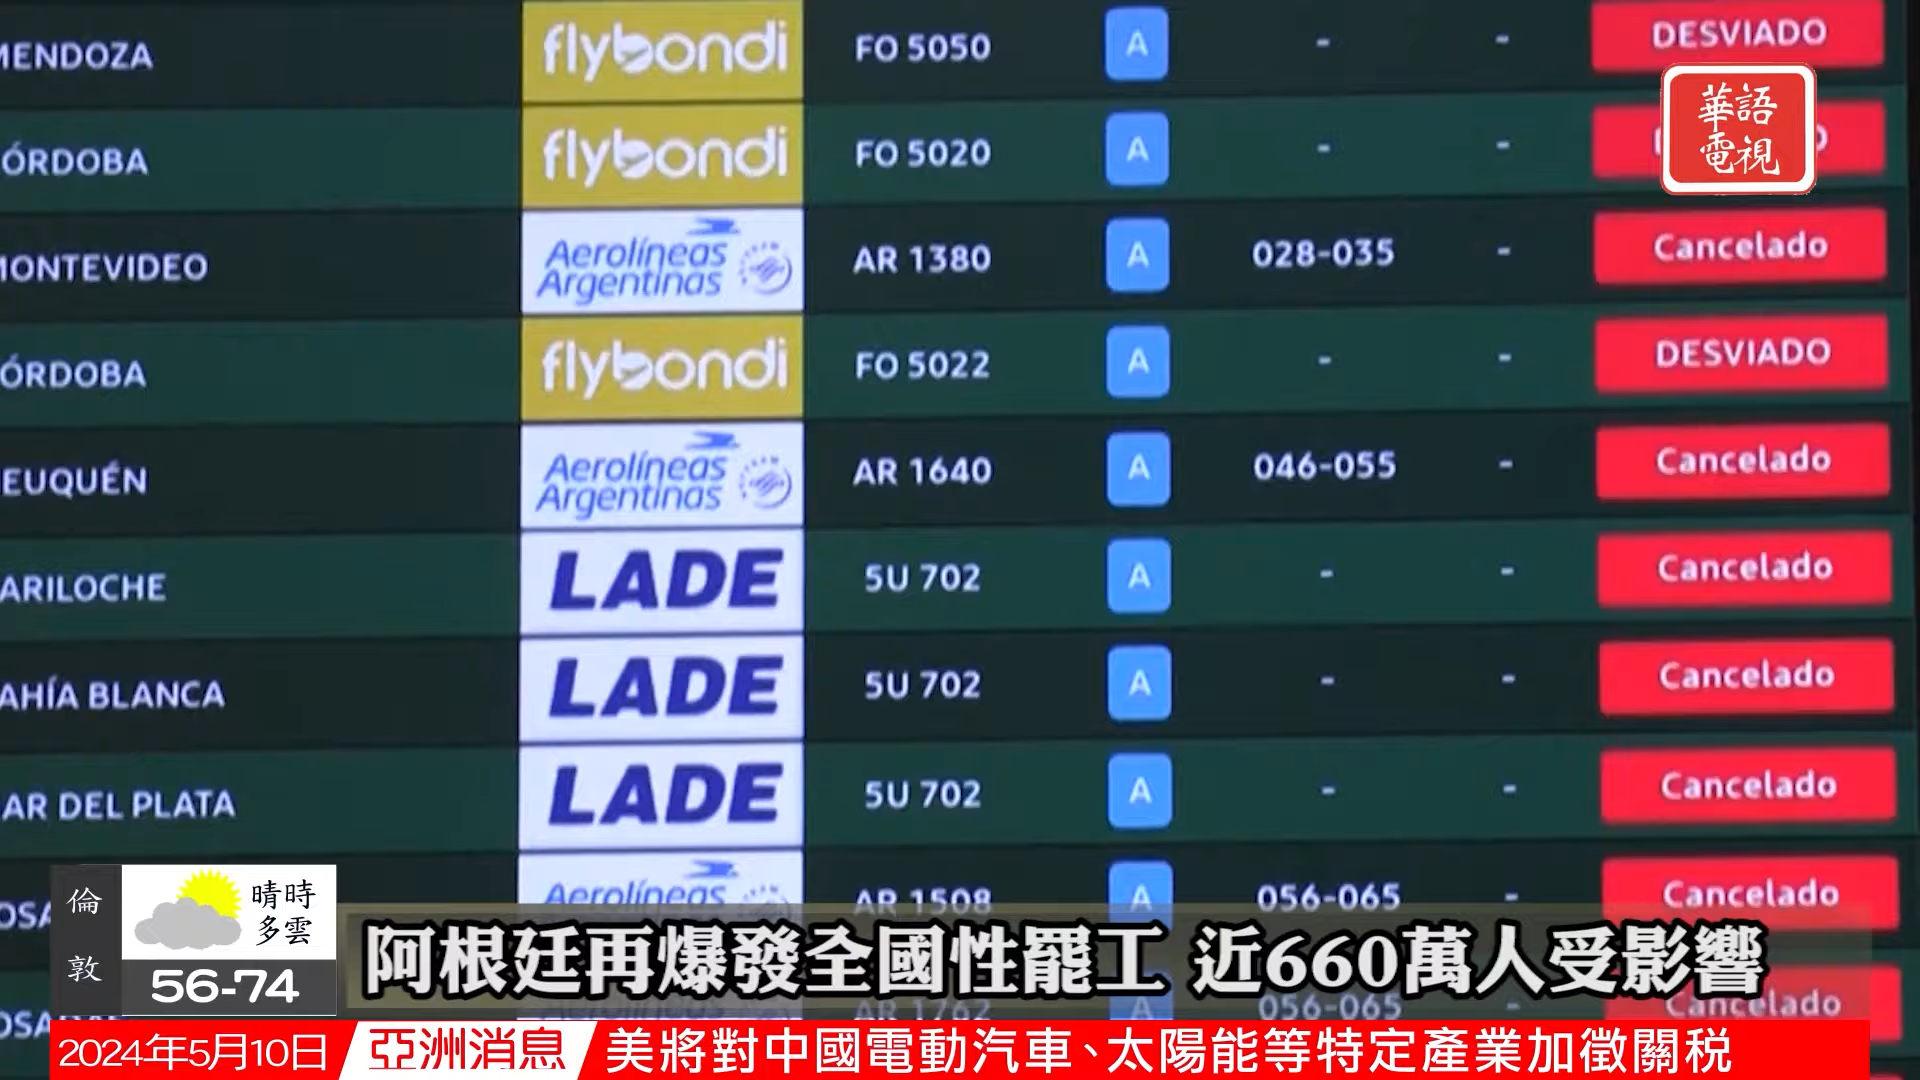 MENDOZA flybondi FO 5050 A - - DESVIADO
華語
電視
ÓRDOBA flybondi FO 5020 A - -
MONTEVIDEO Aerolíneas Argentinas AR 1380 A 028-035 - Cancelado
ÓRDOBA flybondi FO 5022 A - - DESVIADO
EUQUÉN Aerolíneas Argentinas AR 1640 A 046-055 - Cancelado
ARILOCHE LADE 5U 702 A - - Cancelado
AHÍA BLANCA LADE 5U 702 A - - Cancelado
AR DEL PLATA LADE 5U 702 A - - Cancelado
OSA Aerolíneas AR 1508 A 056-065 - Cancelado
AR 1762 056-065 Cancelado
倫敦
晴時
多雲
56-74
阿根廷再爆發全國性罷工 近660萬人受影響
2024年5月10日 亞洲消息 美將對中國電動汽車、太陽能等特定產業加徵關稅